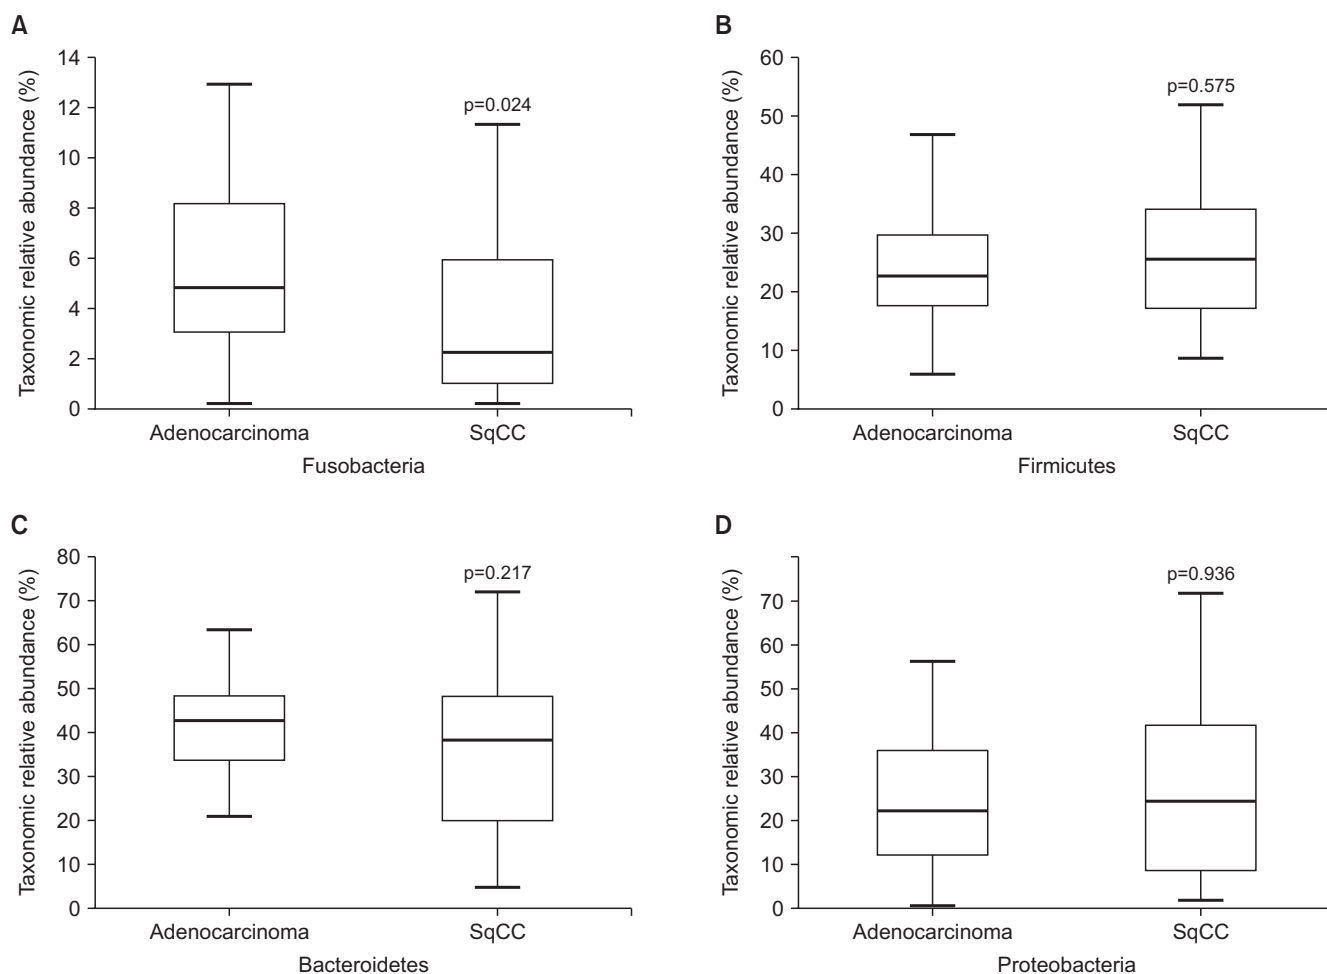 A
Taxonomic relative abundance (%)
14
12
10
8
6
4
2
0
p=0.024
Adenocarcinoma SqCC
Fusobacteria
B
Taxonomic relative abundance (%)
60
50
40
30
20
10
0
p=0.575
Adenocarcinoma SqCC
Firmicutes
C
Taxonomic relative abundance (%)
80
70
60
50
40
30
20
10
0
p=0.217
Adenocarcinoma SqCC
Bacteroidetes
D
Taxonomic relative abundance (%)
70
60
50
40
30
20
10
0
p=0.936
Adenocarcinoma SqCC
Proteobacteria